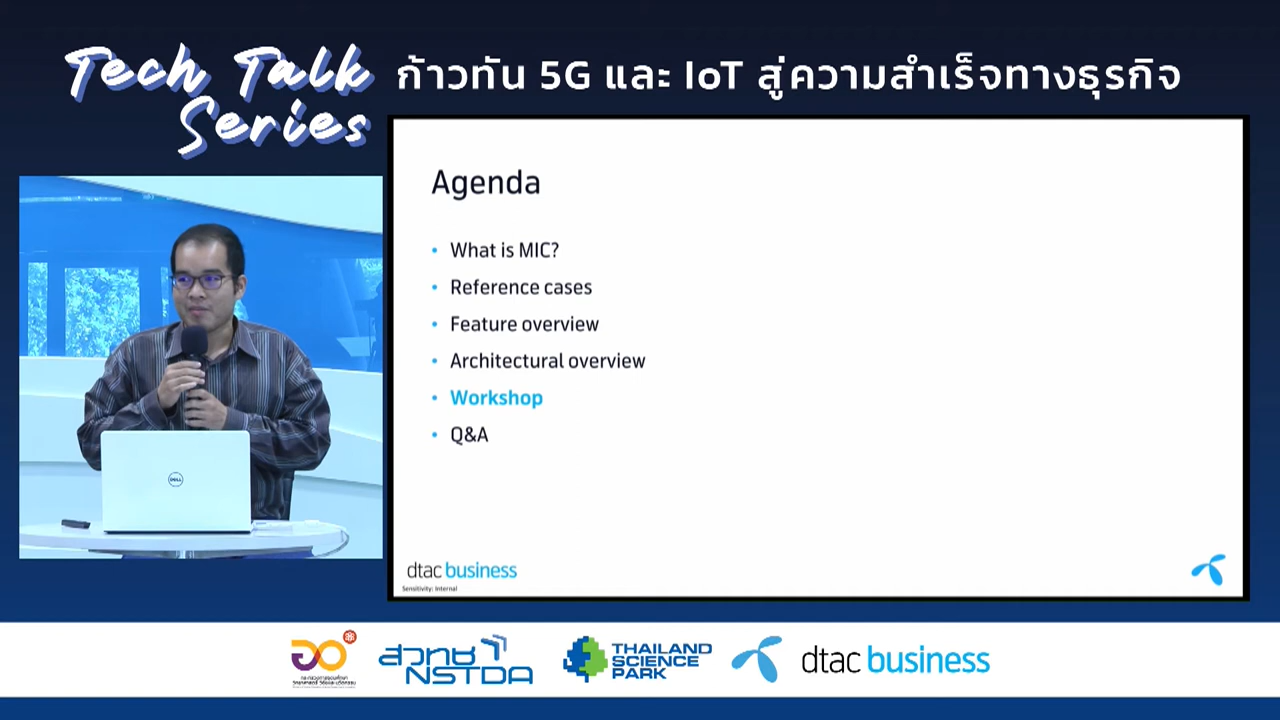 Tech Talk
Series
ก้าวทัน 5G และ IoT สู่ความสำเร็จทางธุรกิจ
Agenda
• What is MIC?
• Reference cases
• Feature overview
• Architectural overview
• Workshop
• Q&A
dtac business
Sensitivity: Internal
DELL
สวทช
NSTDA
THAILAND
SCIENCE
PARK
dtac business